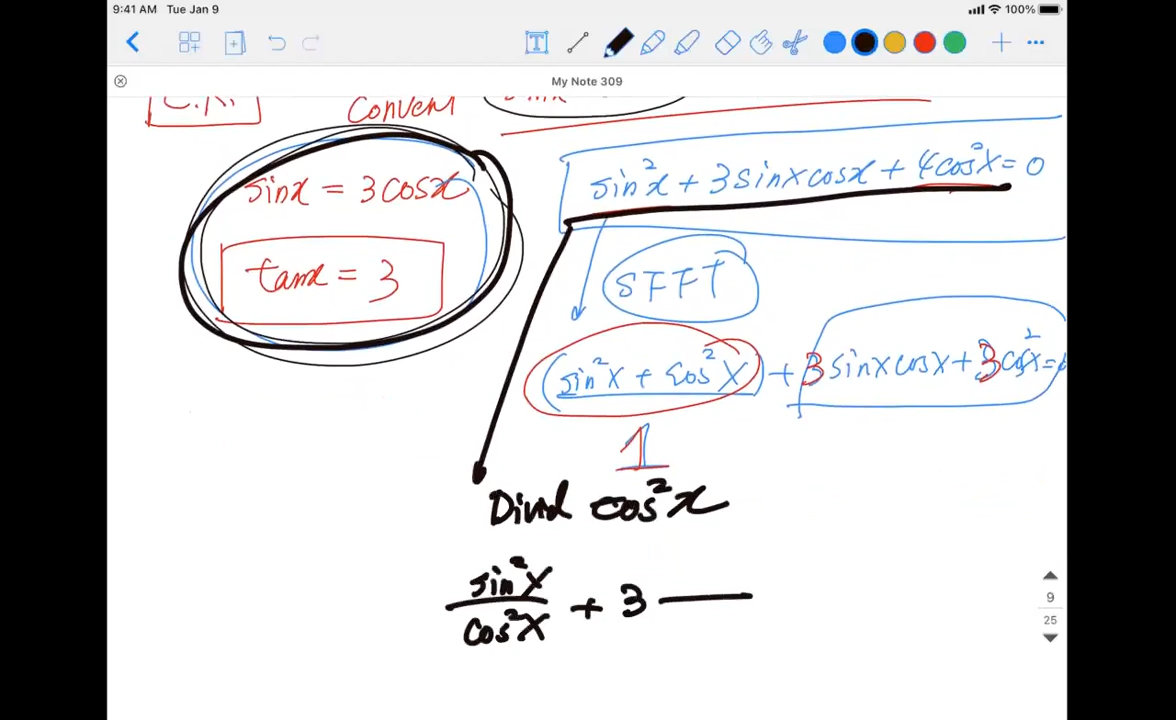 9:41 AM Tue Jan 9
100%
T
My Note 309
C.R.
sinx = 3cosx
tanx = 3
sin²x + 3sinxcosx + 4cos²x = 0
SFFT
(sin²x + cos²x) + 3sinxcosx + 3cos²x =
1
Divid cos²x
sin²x
cos²x
+ 3
9
25